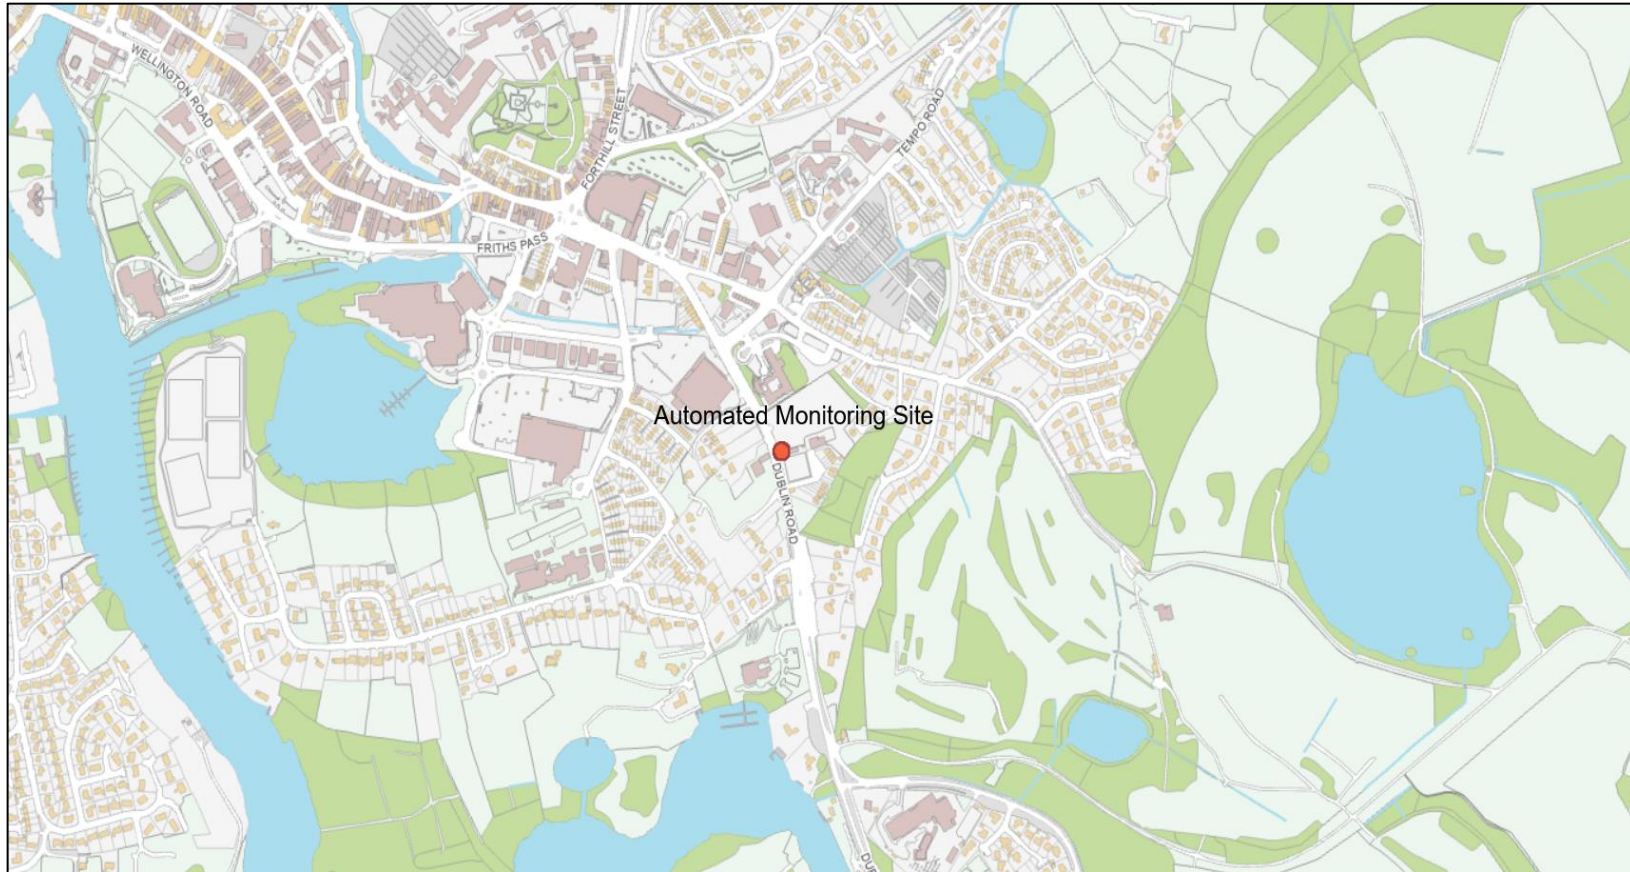 WELLINGTON ROAD
FORTHILL STREET
TEMPO ROAD
FRITHS PASS
Automated Monitoring Site
DUBLIN ROAD